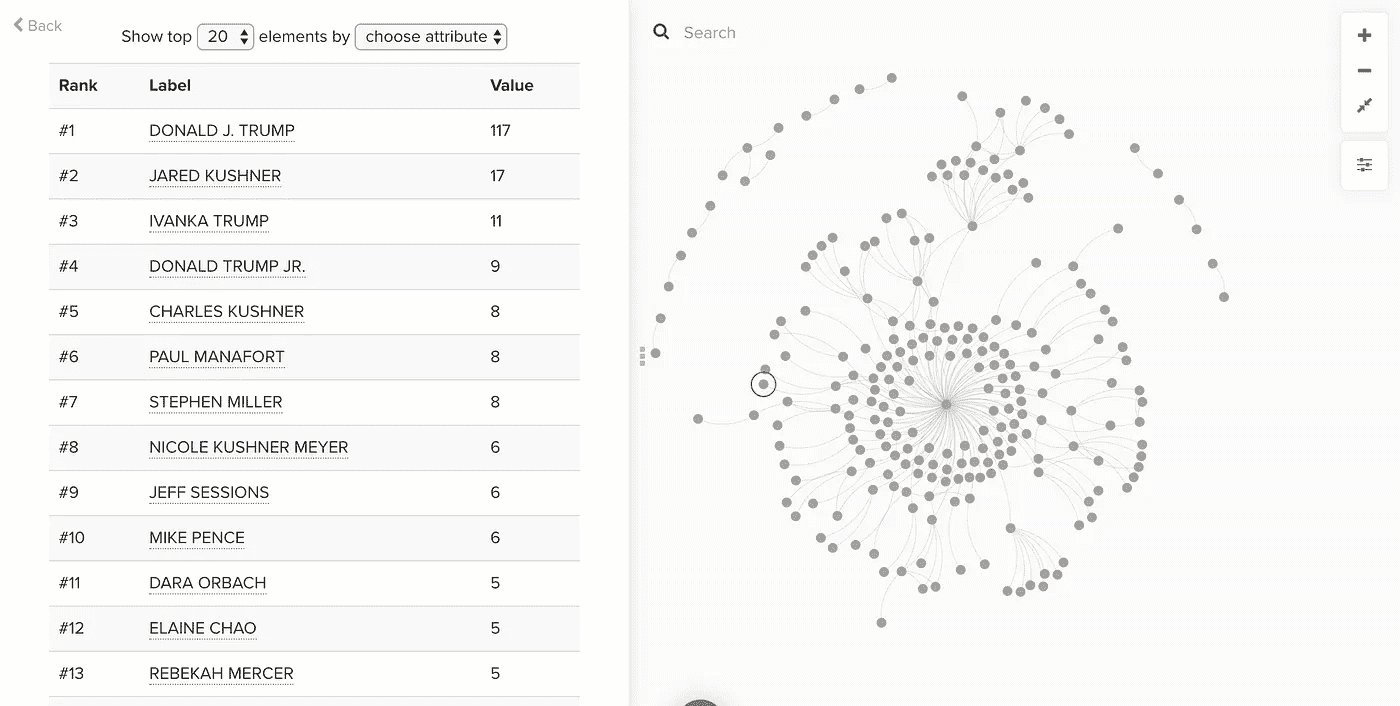 Back
Show top 20 elements by choose attribute
Search
Rank Label Value
#1 DONALD J. TRUMP 117
#2 JARED KUSHNER 17
#3 IVANKA TRUMP 11
#4 DONALD TRUMP JR. 9
#5 CHARLES KUSHNER 8
#6 PAUL MANAFORT 8
#7 STEPHEN MILLER 8
#8 NICOLE KUSHNER MEYER 6
#9 JEFF SESSIONS 6
#10 MIKE PENCE 6
#11 DARA ORBACH 5
#12 ELAINE CHAO 5
#13 REBEKAH MERCER 5